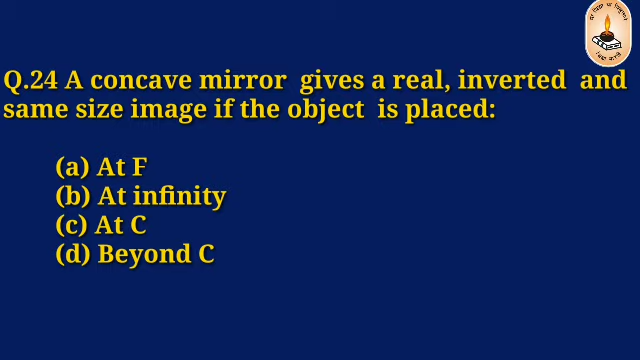 Q.24 A concave mirror gives a real, inverted and
same size image if the object is placed:
(a) At F
(b) At infinity
(c) At C
(d) Beyond C